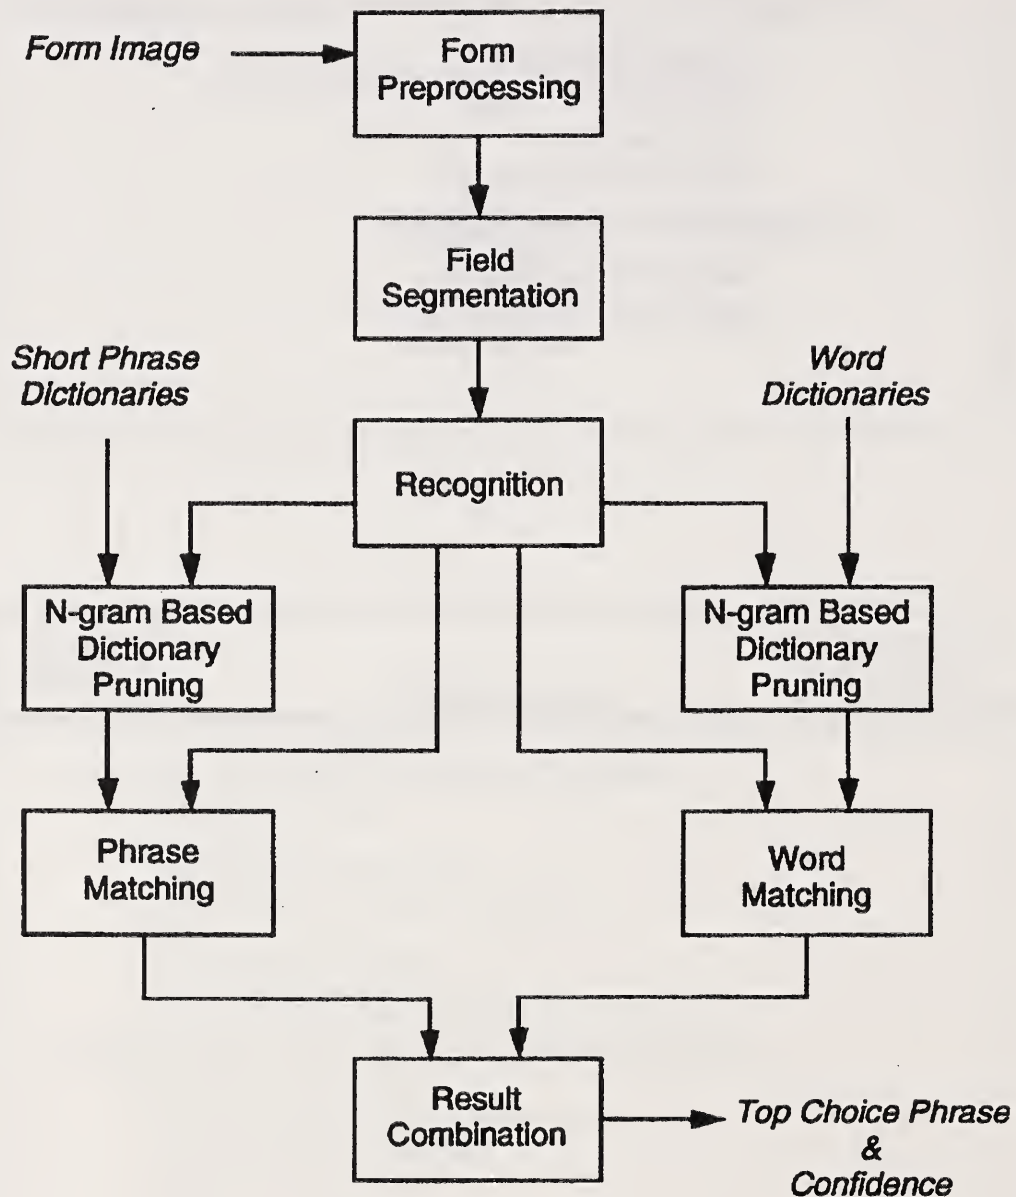 Form Image
Form
Preprocessing
Field
Segmentation
Short Phrase
Dictionaries
Word
Dictionaries
Recognition
N-gram Based
Dictionary
Pruning
N-gram Based
Dictionary
Pruning
Phrase
Matching
Word
Matching
Result
Combination
Top Choice Phrase
&
Confidence